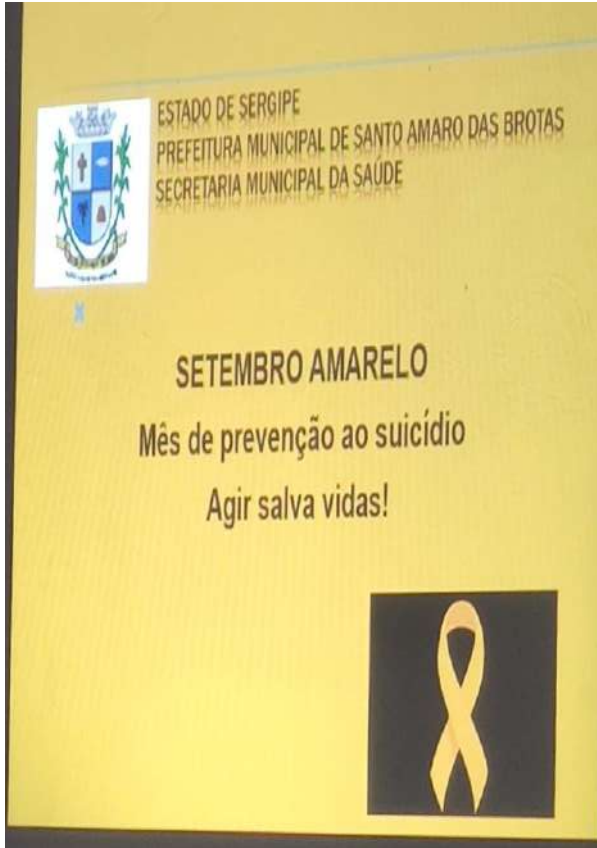 ESTADO DE SERGIPE
PREFEITURA MUNICIPAL DE SANTO AMARO DAS BROTAS
SECRETARIA MUNICIPAL DA SAÚDE
SETEMBRO AMARELO
Mês de prevenção ao suicídio
Agir salva vidas!